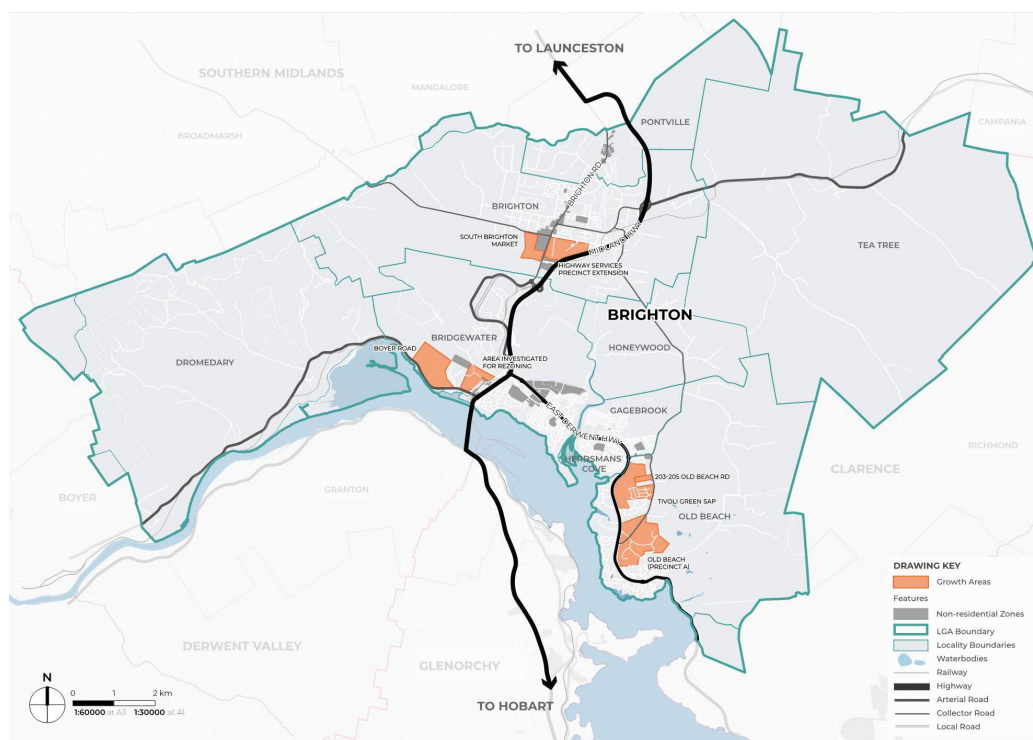 TO LAUNCESTON
SOUTHERN MIDLANDS
MANGALORE
PONTVILLE
CAMPANIA
BROADMARSH
BRIGHTON RD
BRIGHTON
SOUTH BRIGHTON
MARKET
MIDLAND HWY
TEA TREE
HIGHWAY SERVICES
PRECINCT EXTENSION
BRIGHTON
BRIDGEWATER
BOYER ROAD
HONEYWOOD
DROMEDARY
AREA INVESTIGATED
FOR REZONING
GAGEBROOK
EAST DERWENT HWY
RICHMOND
HERDSMANS
COVE
CLARENCE
203-205 OLD BEACH RD
BOYER
GRANTON
TIVOLI GREEN SAP
OLD BEACH
OLD BEACH
[PRECINCT A]
DERWENT VALLEY
GLENORCHY
TO HOBART
N
0 1 2 km
1:60000 at A3 1:30000 at A1
DRAWING KEY
Growth Areas
Features
Non-residential Zones
LGA Boundary
Locality Boundaries
Waterbodies
Railway
Highway
Arterial Road
Collector Road
Local Road